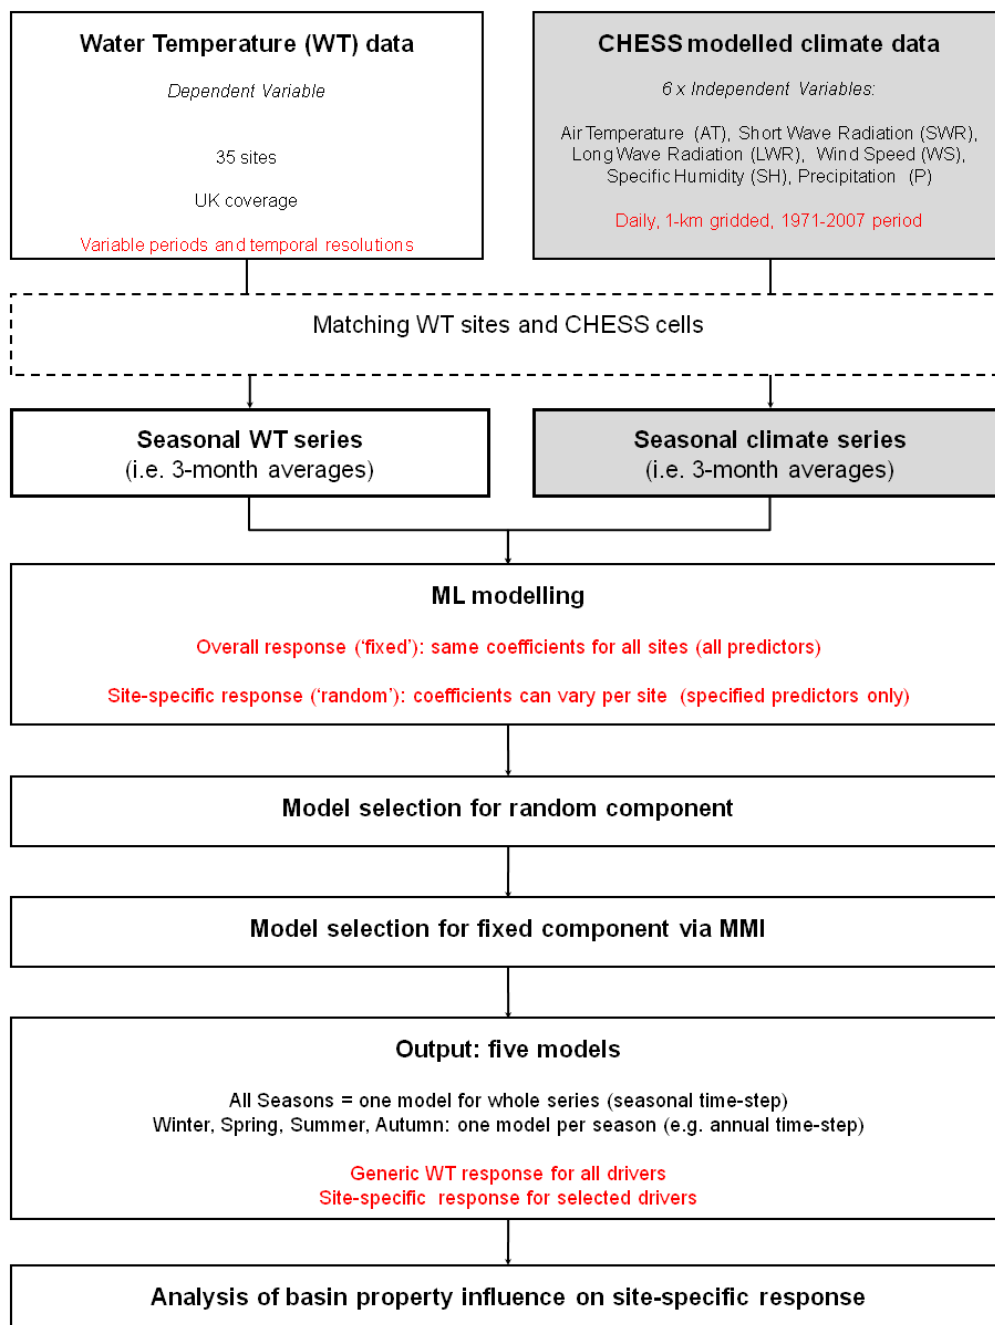 Water Temperature (WT) data
Dependent Variable
35 sites
UK coverage
Variable periods and temporal resolutions
CHESS modelled climate data
6 x Independent Variables:
Air Temperature (AT), Short Wave Radiation (SWR),
Long Wave Radiation (LWR), Wind Speed (WS),
Specific Humidity (SH), Precipitation (P)
Daily, 1-km gridded, 1971-2007 period
Matching WT sites and CHESS cells
Seasonal WT series
(i.e. 3-month averages)
Seasonal climate series
(i.e. 3-month averages)
ML modelling
Overall response (‘fixed’): same coefficients for all sites (all predictors)
Site-specific response (‘random’): coefficients can vary per site (specified predictors only)
Model selection for random component
Model selection for fixed component via MMI
Output: five models
All Seasons = one model for whole series (seasonal time-step)
Winter, Spring, Summer, Autumn: one model per season (e.g. annual time-step)
Generic WT response for all drivers
Site-specific response for selected drivers
Analysis of basin property influence on site-specific response